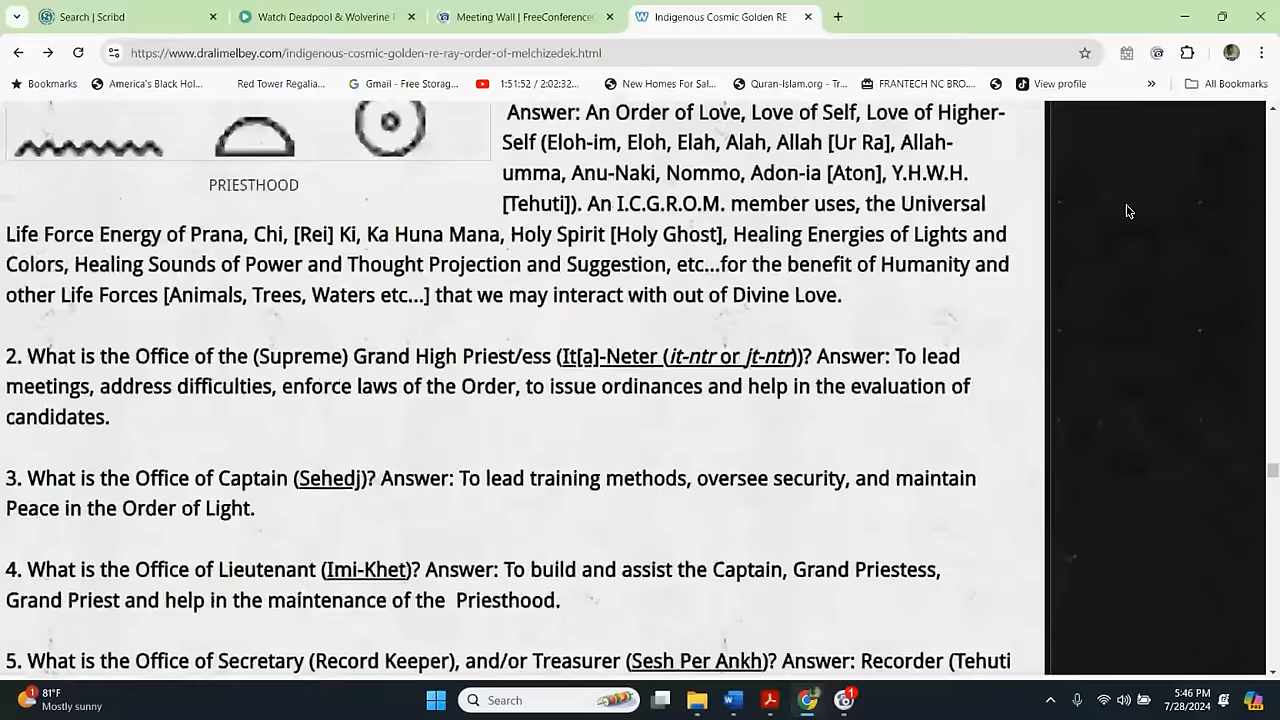 Search | Scribd
Watch Deadpool & Wolverine F
Meeting Wall | FreeConference
Indigenous Cosmic Golden RE
https://www.dralimelbey.com/indigenous-cosmic-golden-re-ray-order-of-melchizedek.html
Bookmarks
America's Black Hol...
Red Tower Regalia...
Gmail - Free Storag...
1:51:52 / 2:02:32...
New Homes For Sal...
Quran-Islam.org - Tr...
FRANTECH NC BRO....
View profile
All Bookmarks
PRIESTHOOD
Answer: An Order of Love, Love of Self, Love of Higher-
Self (Eloh-im, Eloh, Elah, Alah, Allah [Ur Ra], Allah-
umma, Anu-Naki, Nommo, Adon-ia [Aton], Y.H.W.H.
[Tehuti]). An I.C.G.R.O.M. member uses, the Universal
Life Force Energy of Prana, Chi, [Rei] Ki, Ka Huna Mana, Holy Spirit [Holy Ghost], Healing Energies of Lights and
Colors, Healing Sounds of Power and Thought Projection and Suggestion, etc...for the benefit of Humanity and
other Life Forces [Animals, Trees, Waters etc...] that we may interact with out of Divine Love.
2. What is the Office of the (Supreme) Grand High Priest/ess (It[a]-Neter (it-ntr or jt-ntr))? Answer: To lead
meetings, address difficulties, enforce laws of the Order, to issue ordinances and help in the evaluation of
candidates.
3. What is the Office of Captain (Sehedj)? Answer: To lead training methods, oversee security, and maintain
Peace in the Order of Light.
4. What is the Office of Lieutenant (Imi-Khet)? Answer: To build and assist the Captain, Grand Priestess,
Grand Priest and help in the maintenance of the Priesthood.
5. What is the Office of Secretary (Record Keeper), and/or Treasurer (Sesh Per Ankh)? Answer: Recorder (Tehuti
1
81°F
Mostly sunny
Search
1
5:46 PM
7/28/2024